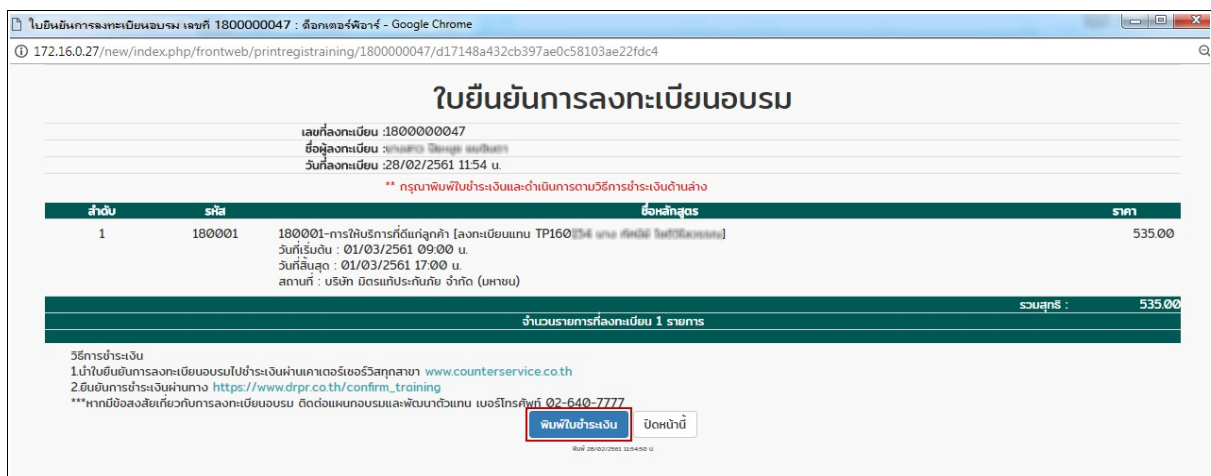 ใบยืนยันการลงทะเบียนอบรม เลขที่ 1800000047 : ด็อกเตอร์พีอาร์ - Google Chrome
172.16.0.27/new/index.php/frontweb/printregistraining/1800000047/d17148a432cb397ae0c58103ae22fdc4
ใบยืนยันการลงทะเบียนอบรม
เลขที่ลงทะเบียน :1800000047
ชื่อผู้ลงทะเบียน :
วันที่ลงทะเบียน :28/02/2561 11:54 น.
** กรุณาพิมพ์ใบชำระเงินและดำเนินการตามวิธีการชำระเงินด้านล่าง
ลำดับ รหัส ชื่อหลักสูตร ราคา
1 180001 180001-การให้บริการที่ดีแก่ลูกค้า [ลงทะเบียนแทน TP160 535.00
วันที่เริ่มต้น : 01/03/2561 09:00 น.
วันที่สิ้นสุด : 01/03/2561 17:00 น.
สถานที่ : บริษัท มิตรแท้ประกันภัย จำกัด (มหาชน)
รวมสุทธิ : 535.00
จำนวนรายการที่ลงทะเบียน 1 รายการ
วิธีการชำระเงิน
1.นำใบยืนยันการลงทะเบียนอบรมไปชำระเงินผ่านเคาเตอร์เซอร์วิสทุกสาขา www.counterservice.co.th
2.ยืนยันการชำระเงินผ่านทาง https://www.drpr.co.th/confirm_training
***หากมีข้อสงสัยเกี่ยวกับการลงทะเบียนอบรม ติดต่อแผนกอบรมและพัฒนาตัวแทน เบอร์โทรศัพท์ 02-640-7777
พิมพ์ใบชำระเงิน ปิดหน้านี้
พิมพ์ 28/02/2561 11:54:50 น.